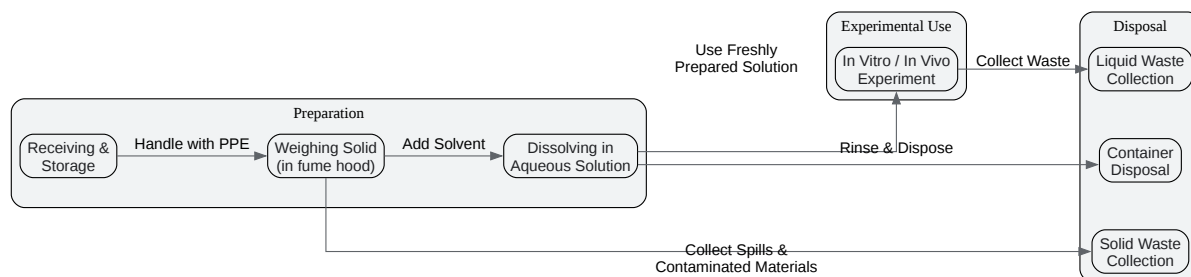 Experimental Use
Disposal
Use Freshly
Prepared Solution
In Vitro / In Vivo
Experiment
Collect Waste
Liquid Waste
Collection
Preparation
Receiving &
Storage
Handle with PPE
Weighing Solid
(in fume hood)
Add Solvent
Dissolving in
Aqueous Solution
Rinse & Dispose
Container
Disposal
Collect Spills &
Contaminated Materials
Solid Waste
Collection